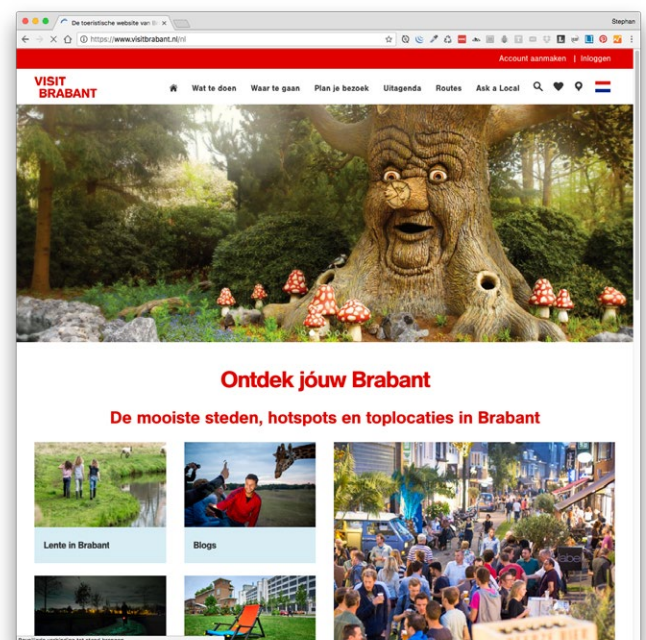 De toeristische website van B
Stephan
https://www.visitbrabant.nl/nl
Account aanmaken | Inloggen
VISIT
BRABANT
Wat te doen Waar te gaan Plan je bezoek Uitagenda Routes Ask a Local
Ontdek jóuw Brabant
De mooiste steden, hotspots en toplocaties in Brabant
Lente in Brabant
Blogs